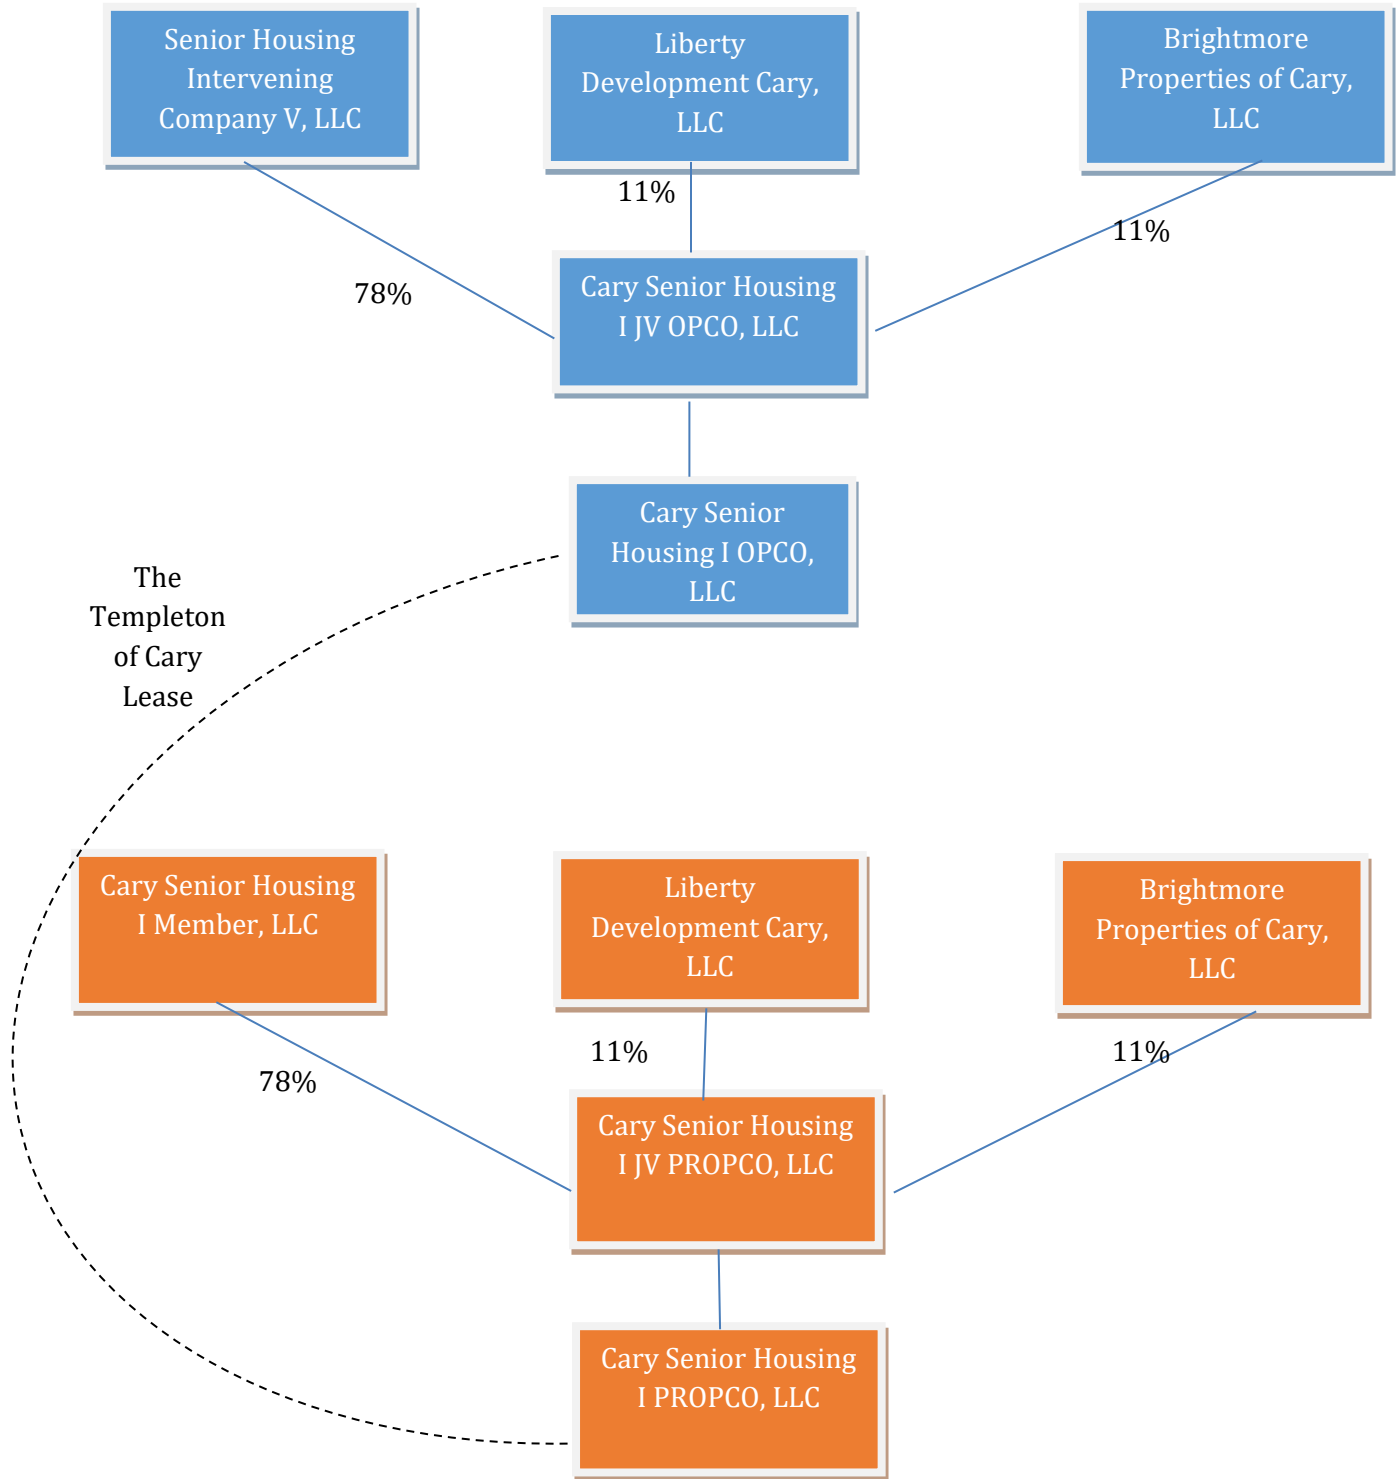 Senior Housing
Intervening
Company V, LLC
Liberty
Development Cary,
LLC
Brightmore
Properties of Cary,
LLC
11%
11%
78%
Cary Senior Housing
I JV OPCO, LLC
Cary Senior
Housing I OPCO,
LLC
The
Templeton
of Cary
Lease
Cary Senior Housing
I Member, LLC
Liberty
Development Cary,
LLC
Brightmore
Properties of Cary,
LLC
78%
11%
11%
Cary Senior Housing
I JV PROPCO, LLC
Cary Senior Housing
I PROPCO, LLC